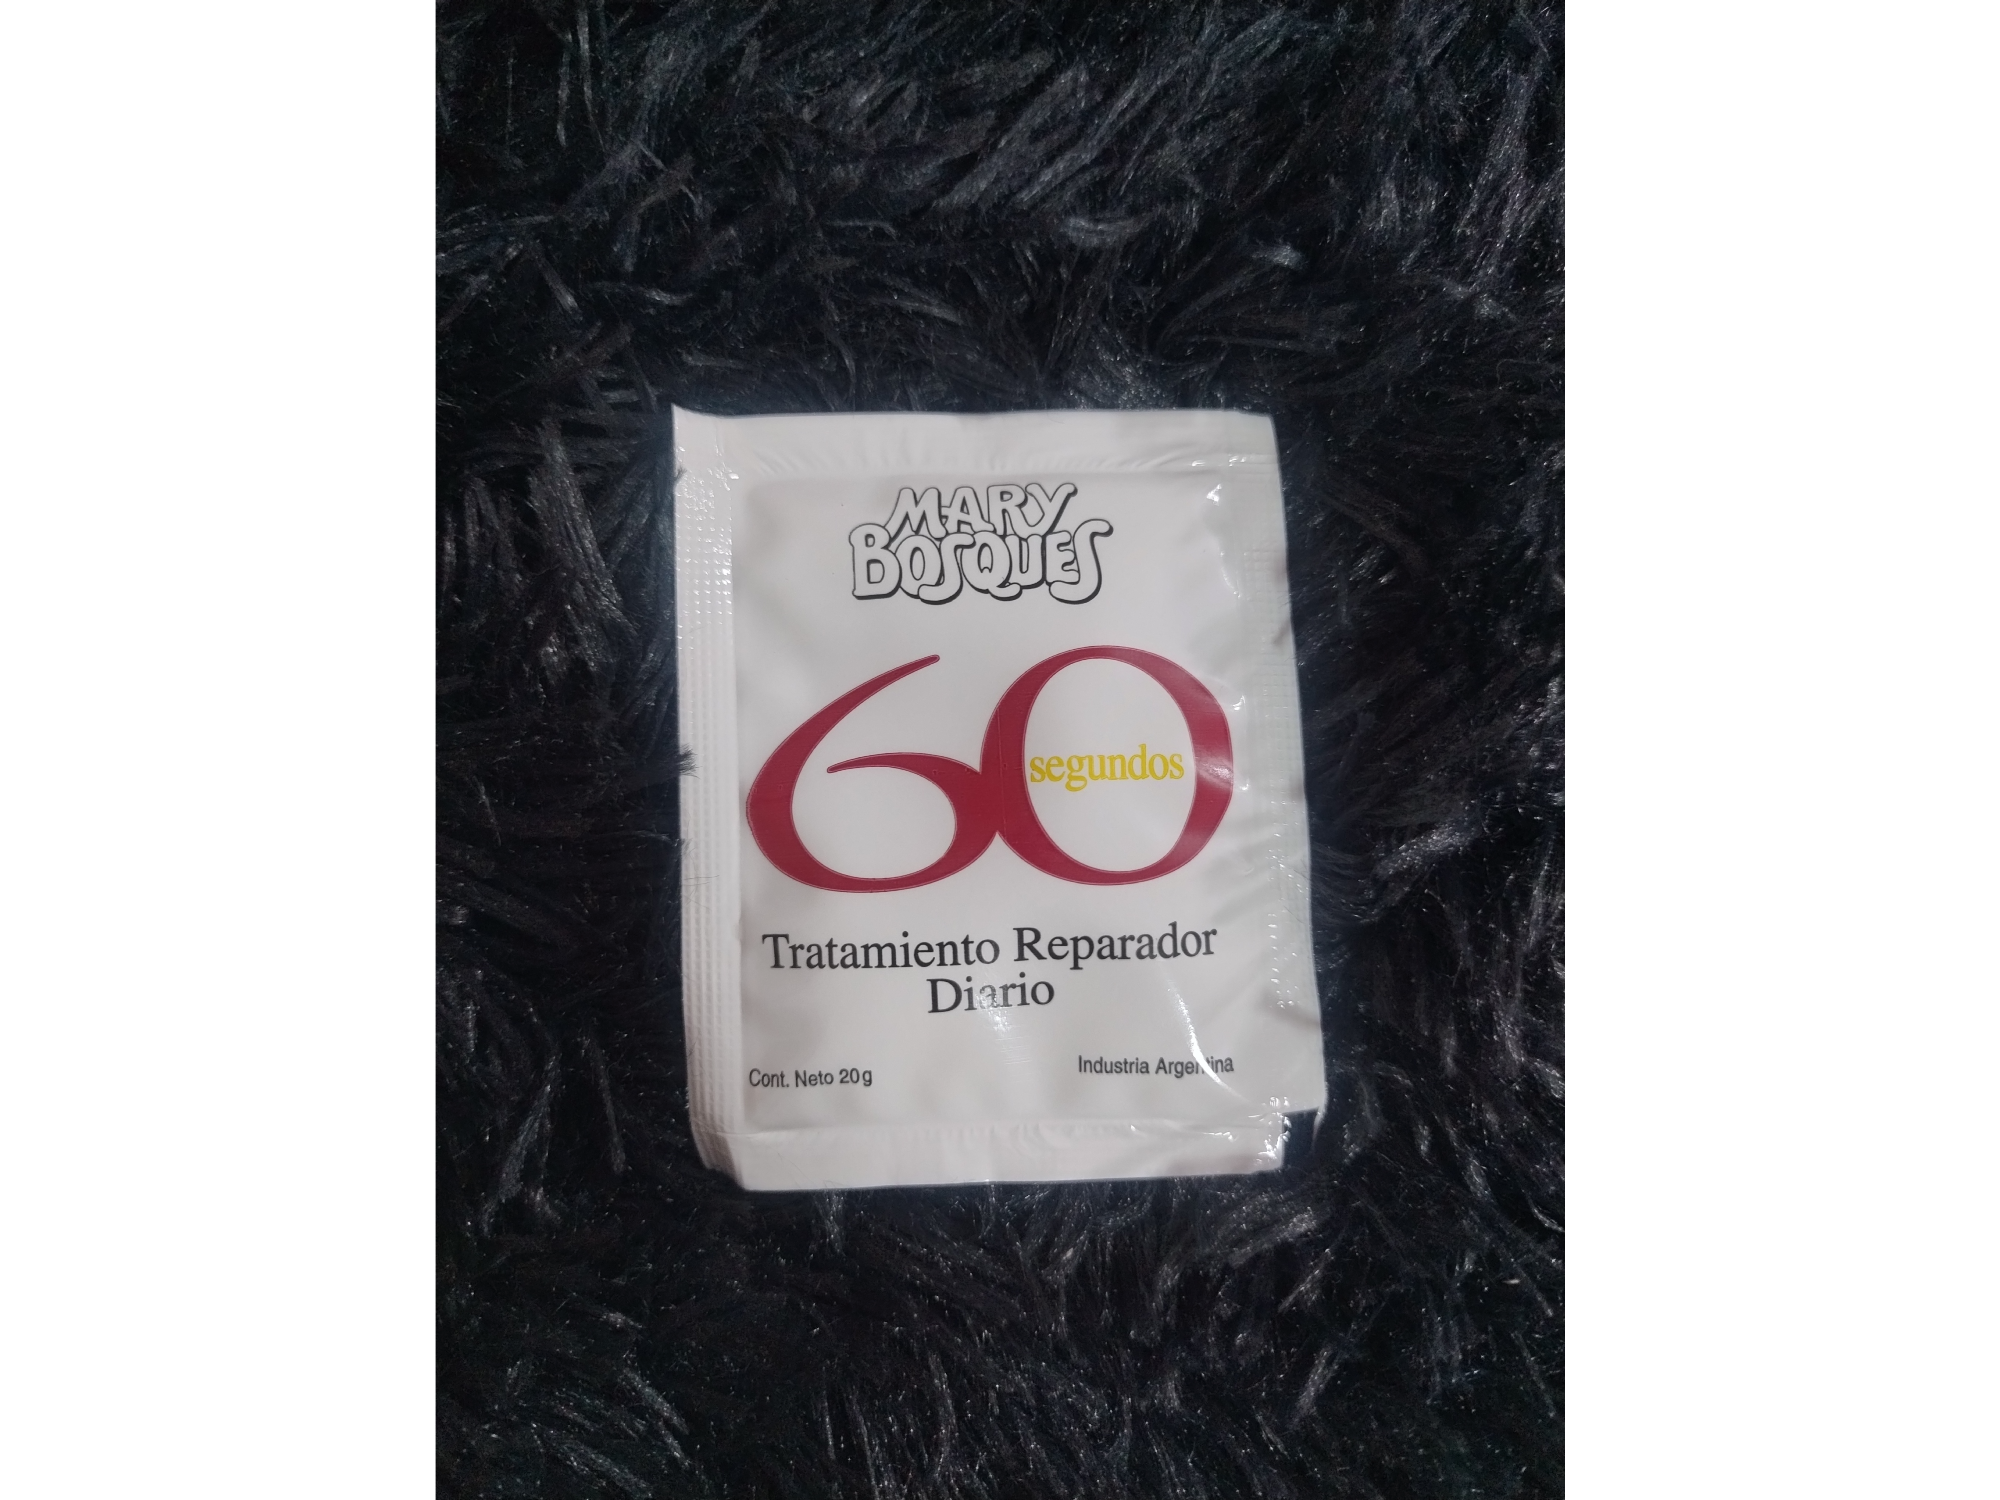 MARY
BOSQUES
60
segundos
Tratamiento Reparador
Diario
Cont. Neto 20g
Industria Argentina